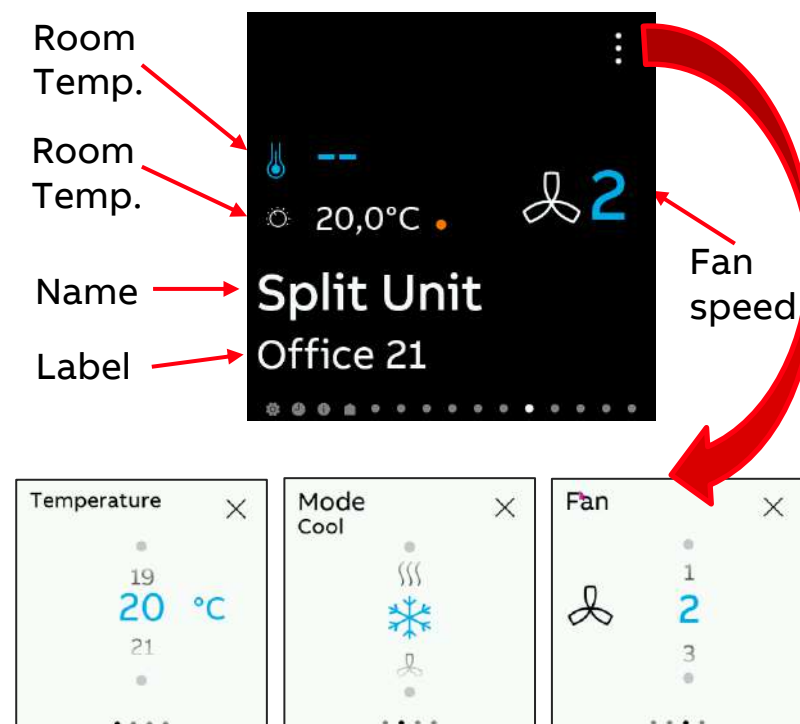 Room
Temp.
Room
Temp.
Name
Label
--
20,0°C
2
Split Unit
Office 21
Fan
speed
Temperature
19
20 °C
21
Mode
Cool
Fan
1
2
3